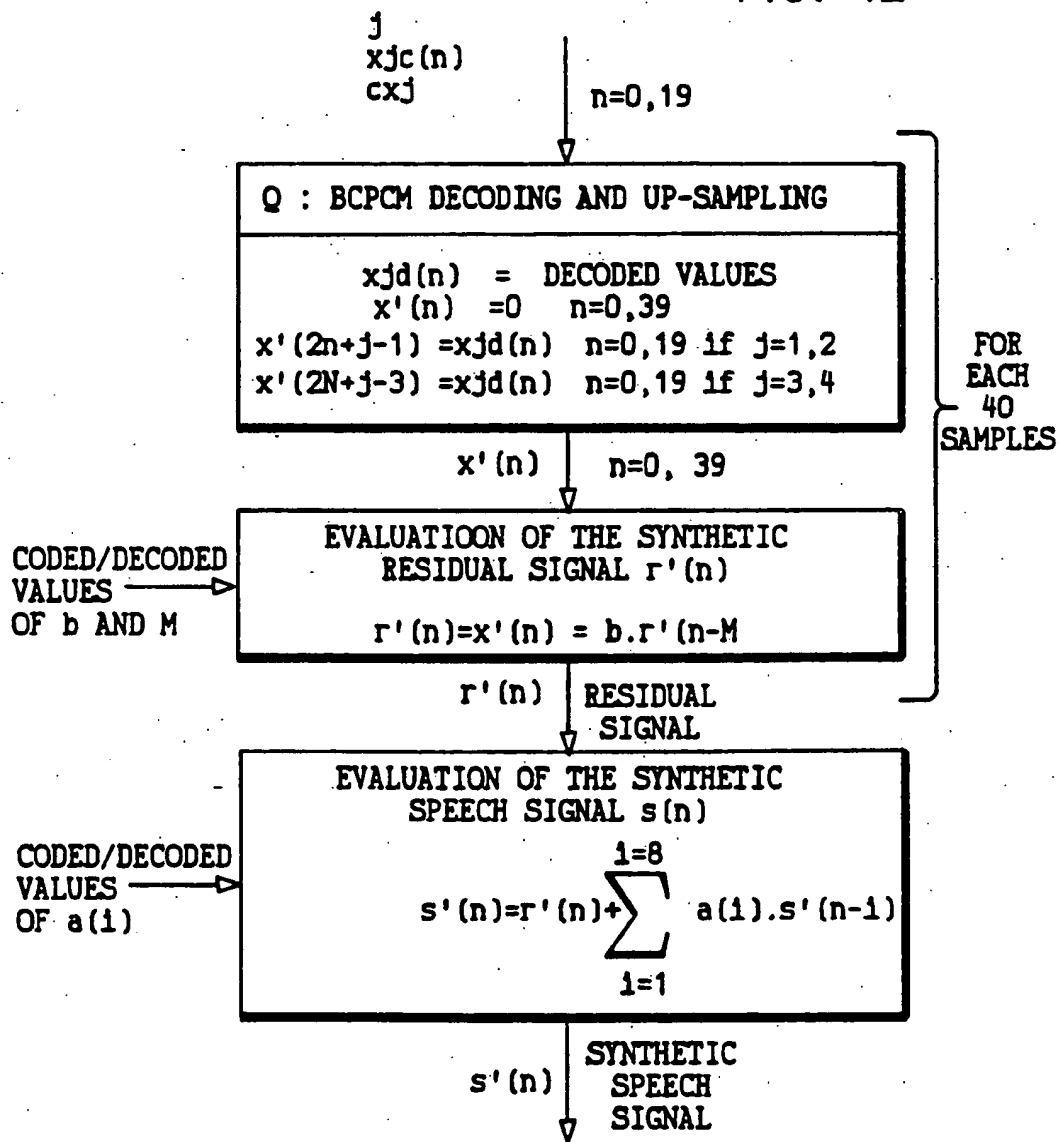 j
xjc(n)
cxj
n=0,19
Q : BCPCM DECODING AND UP-SAMPLING
xjd(n) = DECODED VALUES
x'(n) =0 n=0,39
x'(2n+j-1) =xjd(n) n=0,19 if j=1,2
x'(2N+j-3) =xjd(n) n=0,19 if j=3,4
FOR
EACH
40
SAMPLES
x'(n) n=0, 39
CODED/DECODED
VALUES
OF b AND M
EVALUATIOON OF THE SYNTHETIC
RESIDUAL SIGNAL r'(n)
r'(n)=x'(n) = b.r'(n-M
r'(n) RESIDUAL
SIGNAL
EVALUATION OF THE SYNTHETIC
SPEECH SIGNAL s(n)
CODED/DECODED
VALUES
OF a(i)
i=8
s'(n)=r'(n)+∑ a(i).s'(n-i)
i=1
s'(n)
SYNTHETIC
SPEECH
SIGNAL